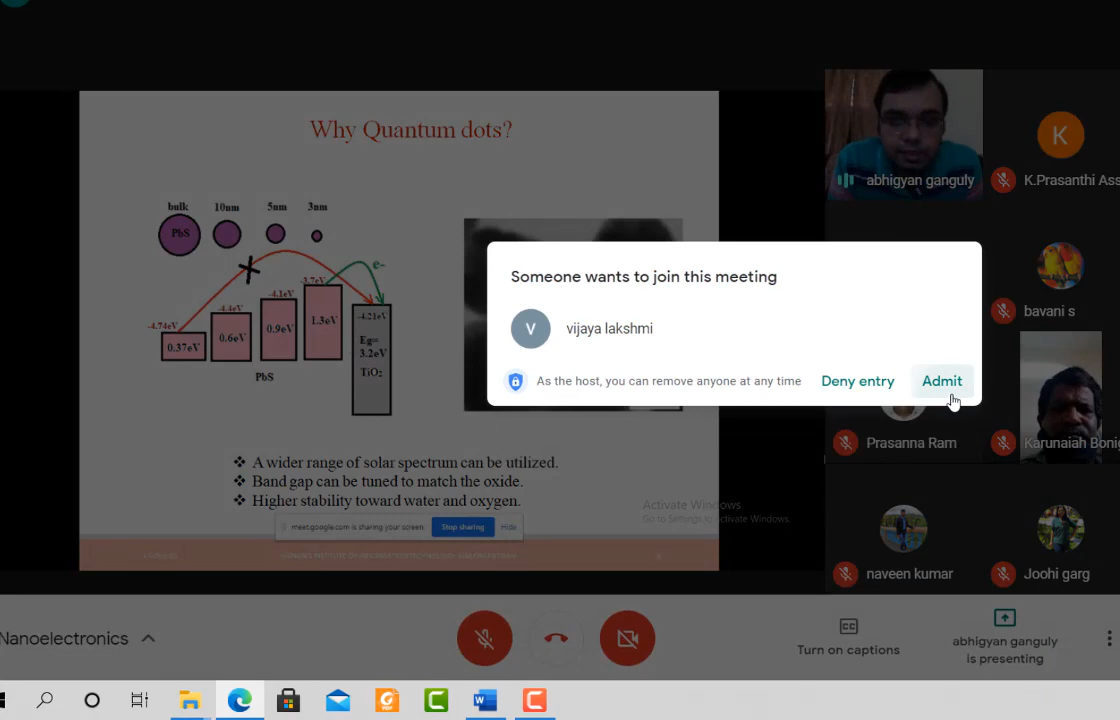 Why Quantum dots?
bulk 10nm 5nm 3nm
PbS
e-
-4.74eV -4.4eV -4.1eV -3.7eV -4.21eV
0.37eV 0.6eV 0.9eV 1.3eV
Eg=
3.2eV
TiO2
PbS
❖ A wider range of solar spectrum can be utilized.
❖ Band gap can be tuned to match the oxide.
❖ Higher stability toward water and oxygen.
meet.google.com is sharing your screen. Stop sharing Hide
Activate Windows
Go to Settings to activate Windows.
Someone wants to join this meeting
V vijaya lakshmi
As the host, you can remove anyone at any time Deny entry Admit
abhigyan ganguly
K
K.Prasanthi Ass
bavani s
Prasanna Ram
Karunaiah Bonig
naveen kumar
Joohi garg
Nanoelectronics
CC
Turn on captions
abhigyan ganguly
is presenting